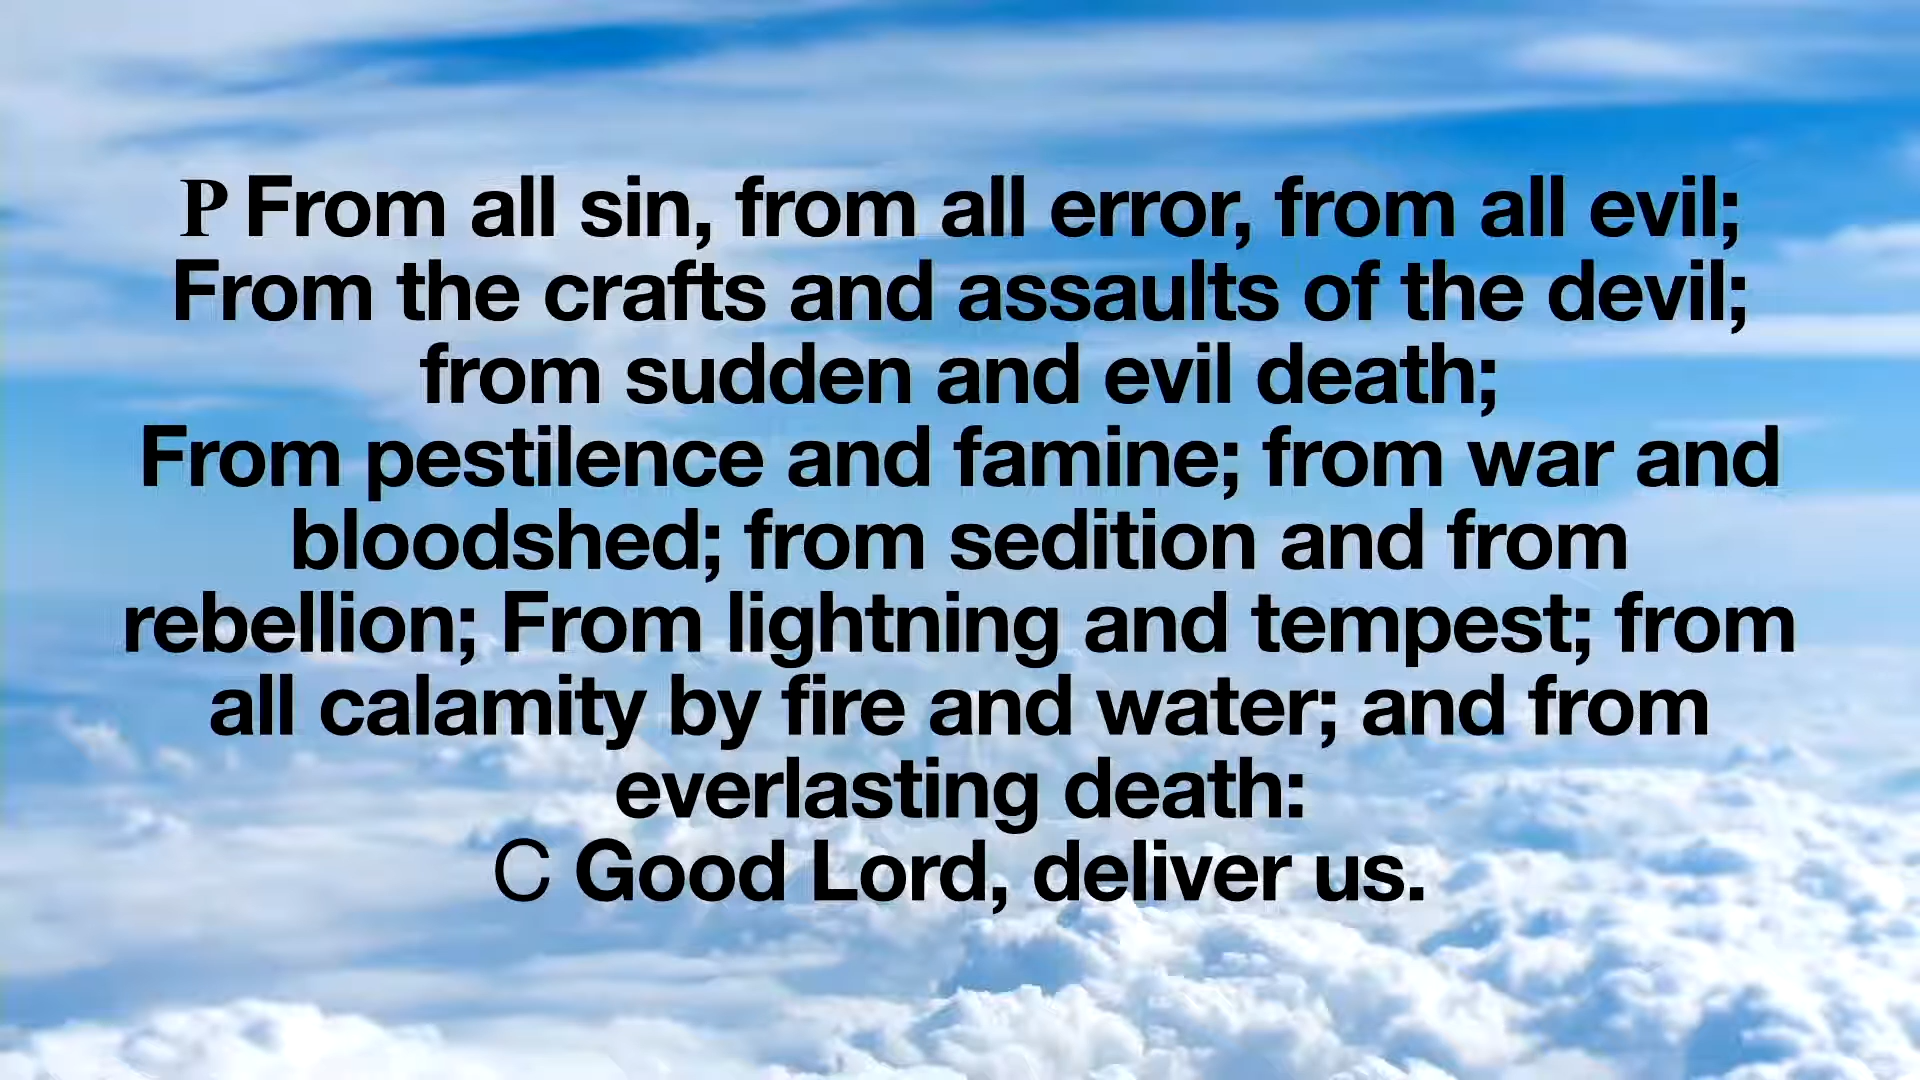 P From all sin, from all error, from all evil;
From the crafts and assaults of the devil;
from sudden and evil death;
From pestilence and famine; from war and
bloodshed; from sedition and from
rebellion; From lightning and tempest; from
all calamity by fire and water; and from
everlasting death:
C Good Lord, deliver us.